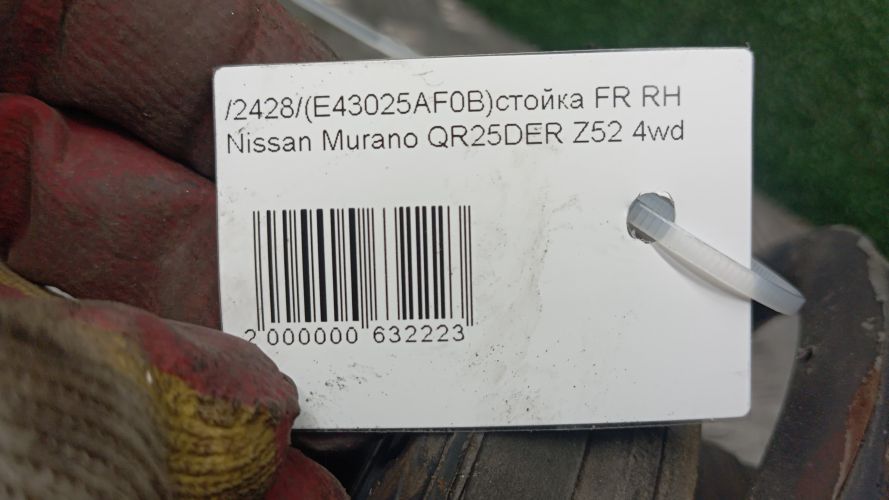 /2428/(E43025AF0B)стойка FR RH
Nissan Murano QR25DER Z52 4wd
2 000000 632223